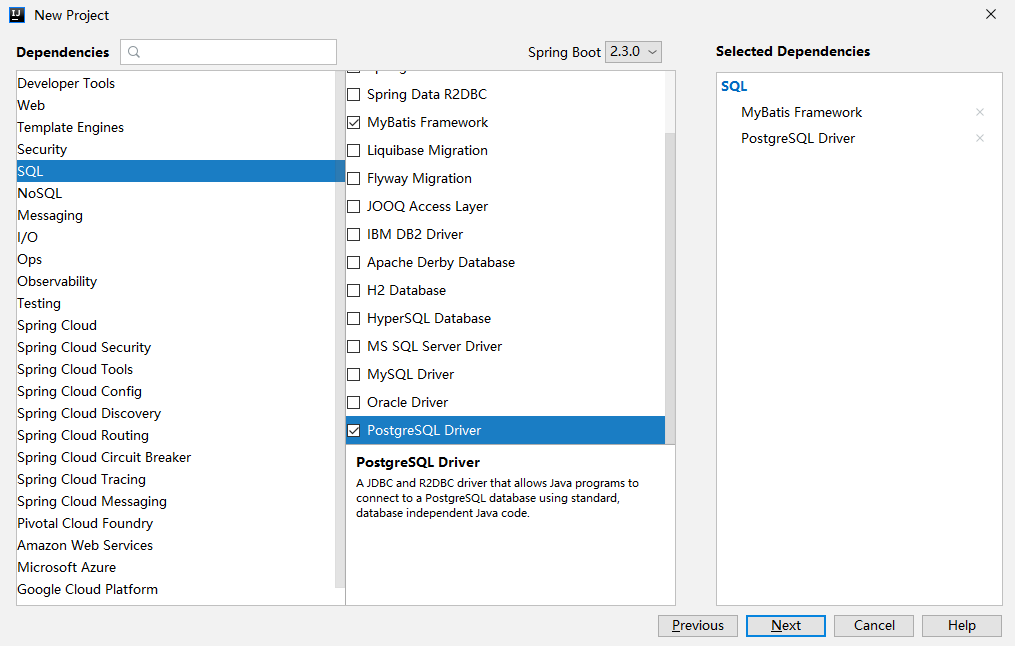 New Project
Dependencies
Spring Boot 2.3.0
Selected Dependencies
Developer Tools
Web
Template Engines
Security
SQL
NoSQL
Messaging
I/O
Ops
Observability
Testing
Spring Cloud
Spring Cloud Security
Spring Cloud Tools
Spring Cloud Config
Spring Cloud Discovery
Spring Cloud Routing
Spring Cloud Circuit Breaker
Spring Cloud Tracing
Spring Cloud Messaging
Pivotal Cloud Foundry
Amazon Web Services
Microsoft Azure
Google Cloud Platform
Spring Data R2DBC
MyBatis Framework
Liquibase Migration
Flyway Migration
JOOQ Access Layer
IBM DB2 Driver
Apache Derby Database
H2 Database
HyperSQL Database
MS SQL Server Driver
MySQL Driver
Oracle Driver
PostgreSQL Driver
PostgreSQL Driver
A JDBC and R2DBC driver that allows Java programs to
connect to a PostgreSQL database using standard,
database independent Java code.
SQL
MyBatis Framework
PostgreSQL Driver
Previous
Next
Cancel
Help